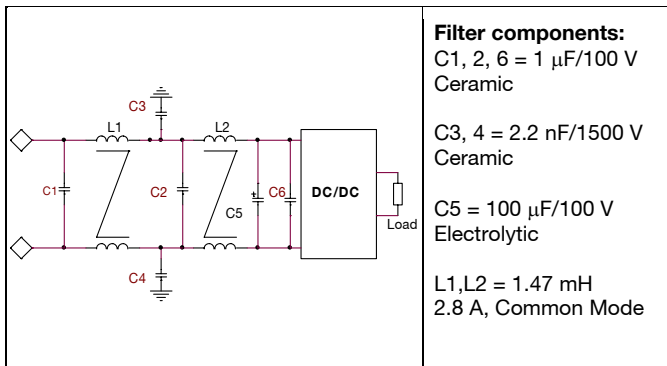 C3
L1
L2
C1
C2
C5
C6
DC/DC
Load
C4
Filter components:
C1, 2, 6 = 1 μF/100 V
Ceramic
C3, 4 = 2.2 nF/1500 V
Ceramic
C5 = 100 μF/100 V
Electrolytic
L1,L2 = 1.47 mH
2.8 A, Common Mode